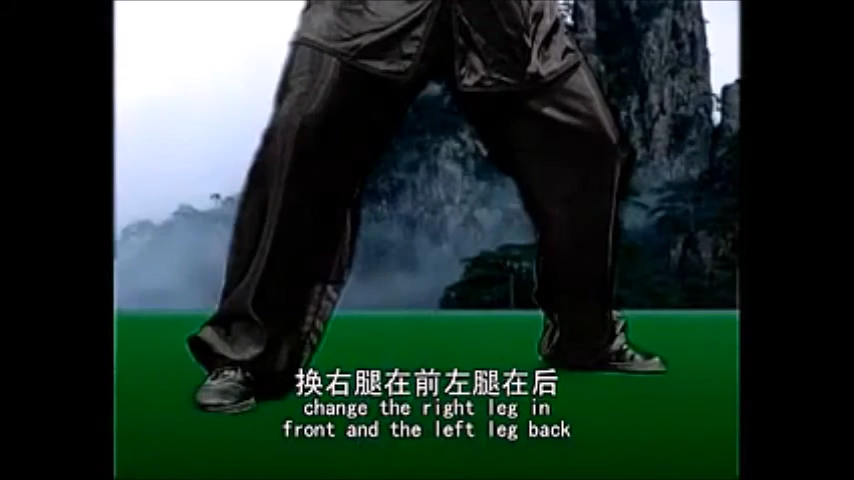 换右腿在前左腿在后
change the right leg in
front and the left leg back